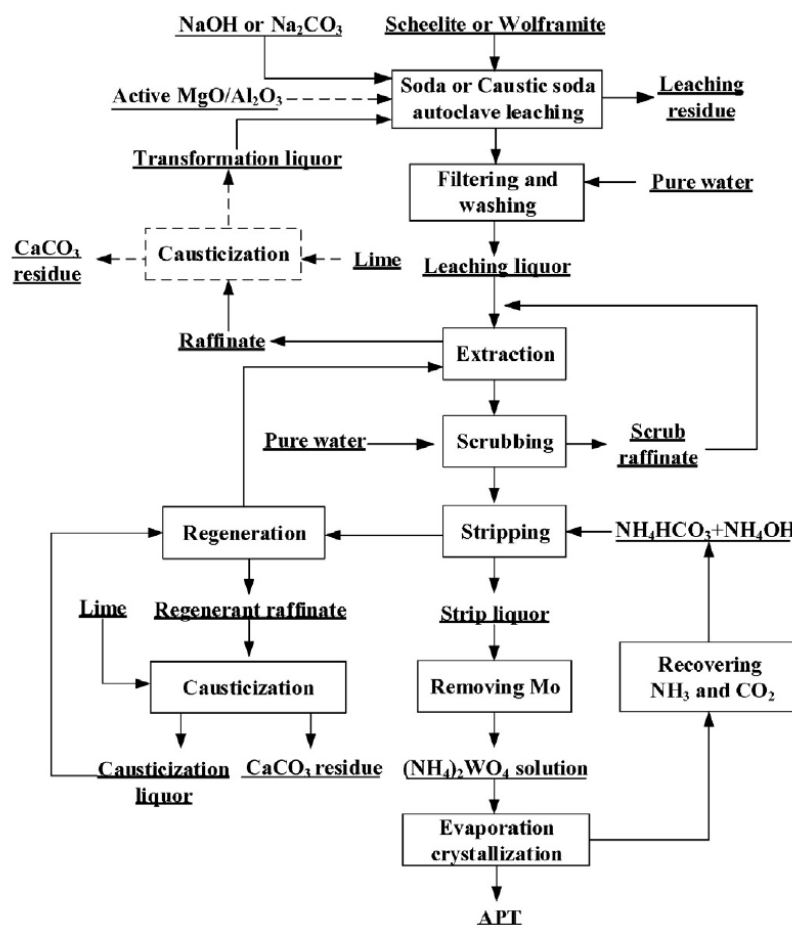 NaOH or Na₂CO₃
Scheelite or Wolframite
Active MgO/Al₂O₃
Soda or Caustic soda
autoclave leaching
Leaching
residue
Transformation liquor
Filtering and
washing
Pure water
CaCO₃
residue
Causticization
Lime
Leaching liquor
Raffinate
Extraction
Pure water
Scrubbing
Scrub
raffinate
Regeneration
Stripping
NH₄HCO₃+NH₄OH
Lime
Regenerant raffinate
Strip liquor
Causticization
Removing Mo
Recovering
NH₃ and CO₂
Causticization
liquor
CaCO₃ residue
(NH₄)₂WO₄ solution
Evaporation
crystallization
APT